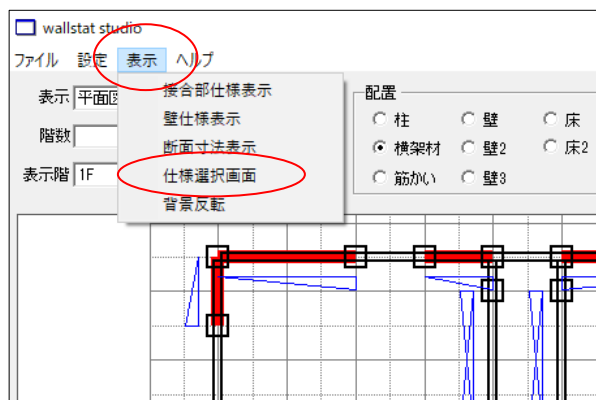 wallstat studio
ファイル 設定 表示 ヘルプ
接合部仕様表示
壁仕様表示
断面寸法表示
仕様選択画面
背景反転
表示 平面図
階数
表示階 1F
配置
柱 壁 床
横架材 壁2 床2
筋かい 壁3